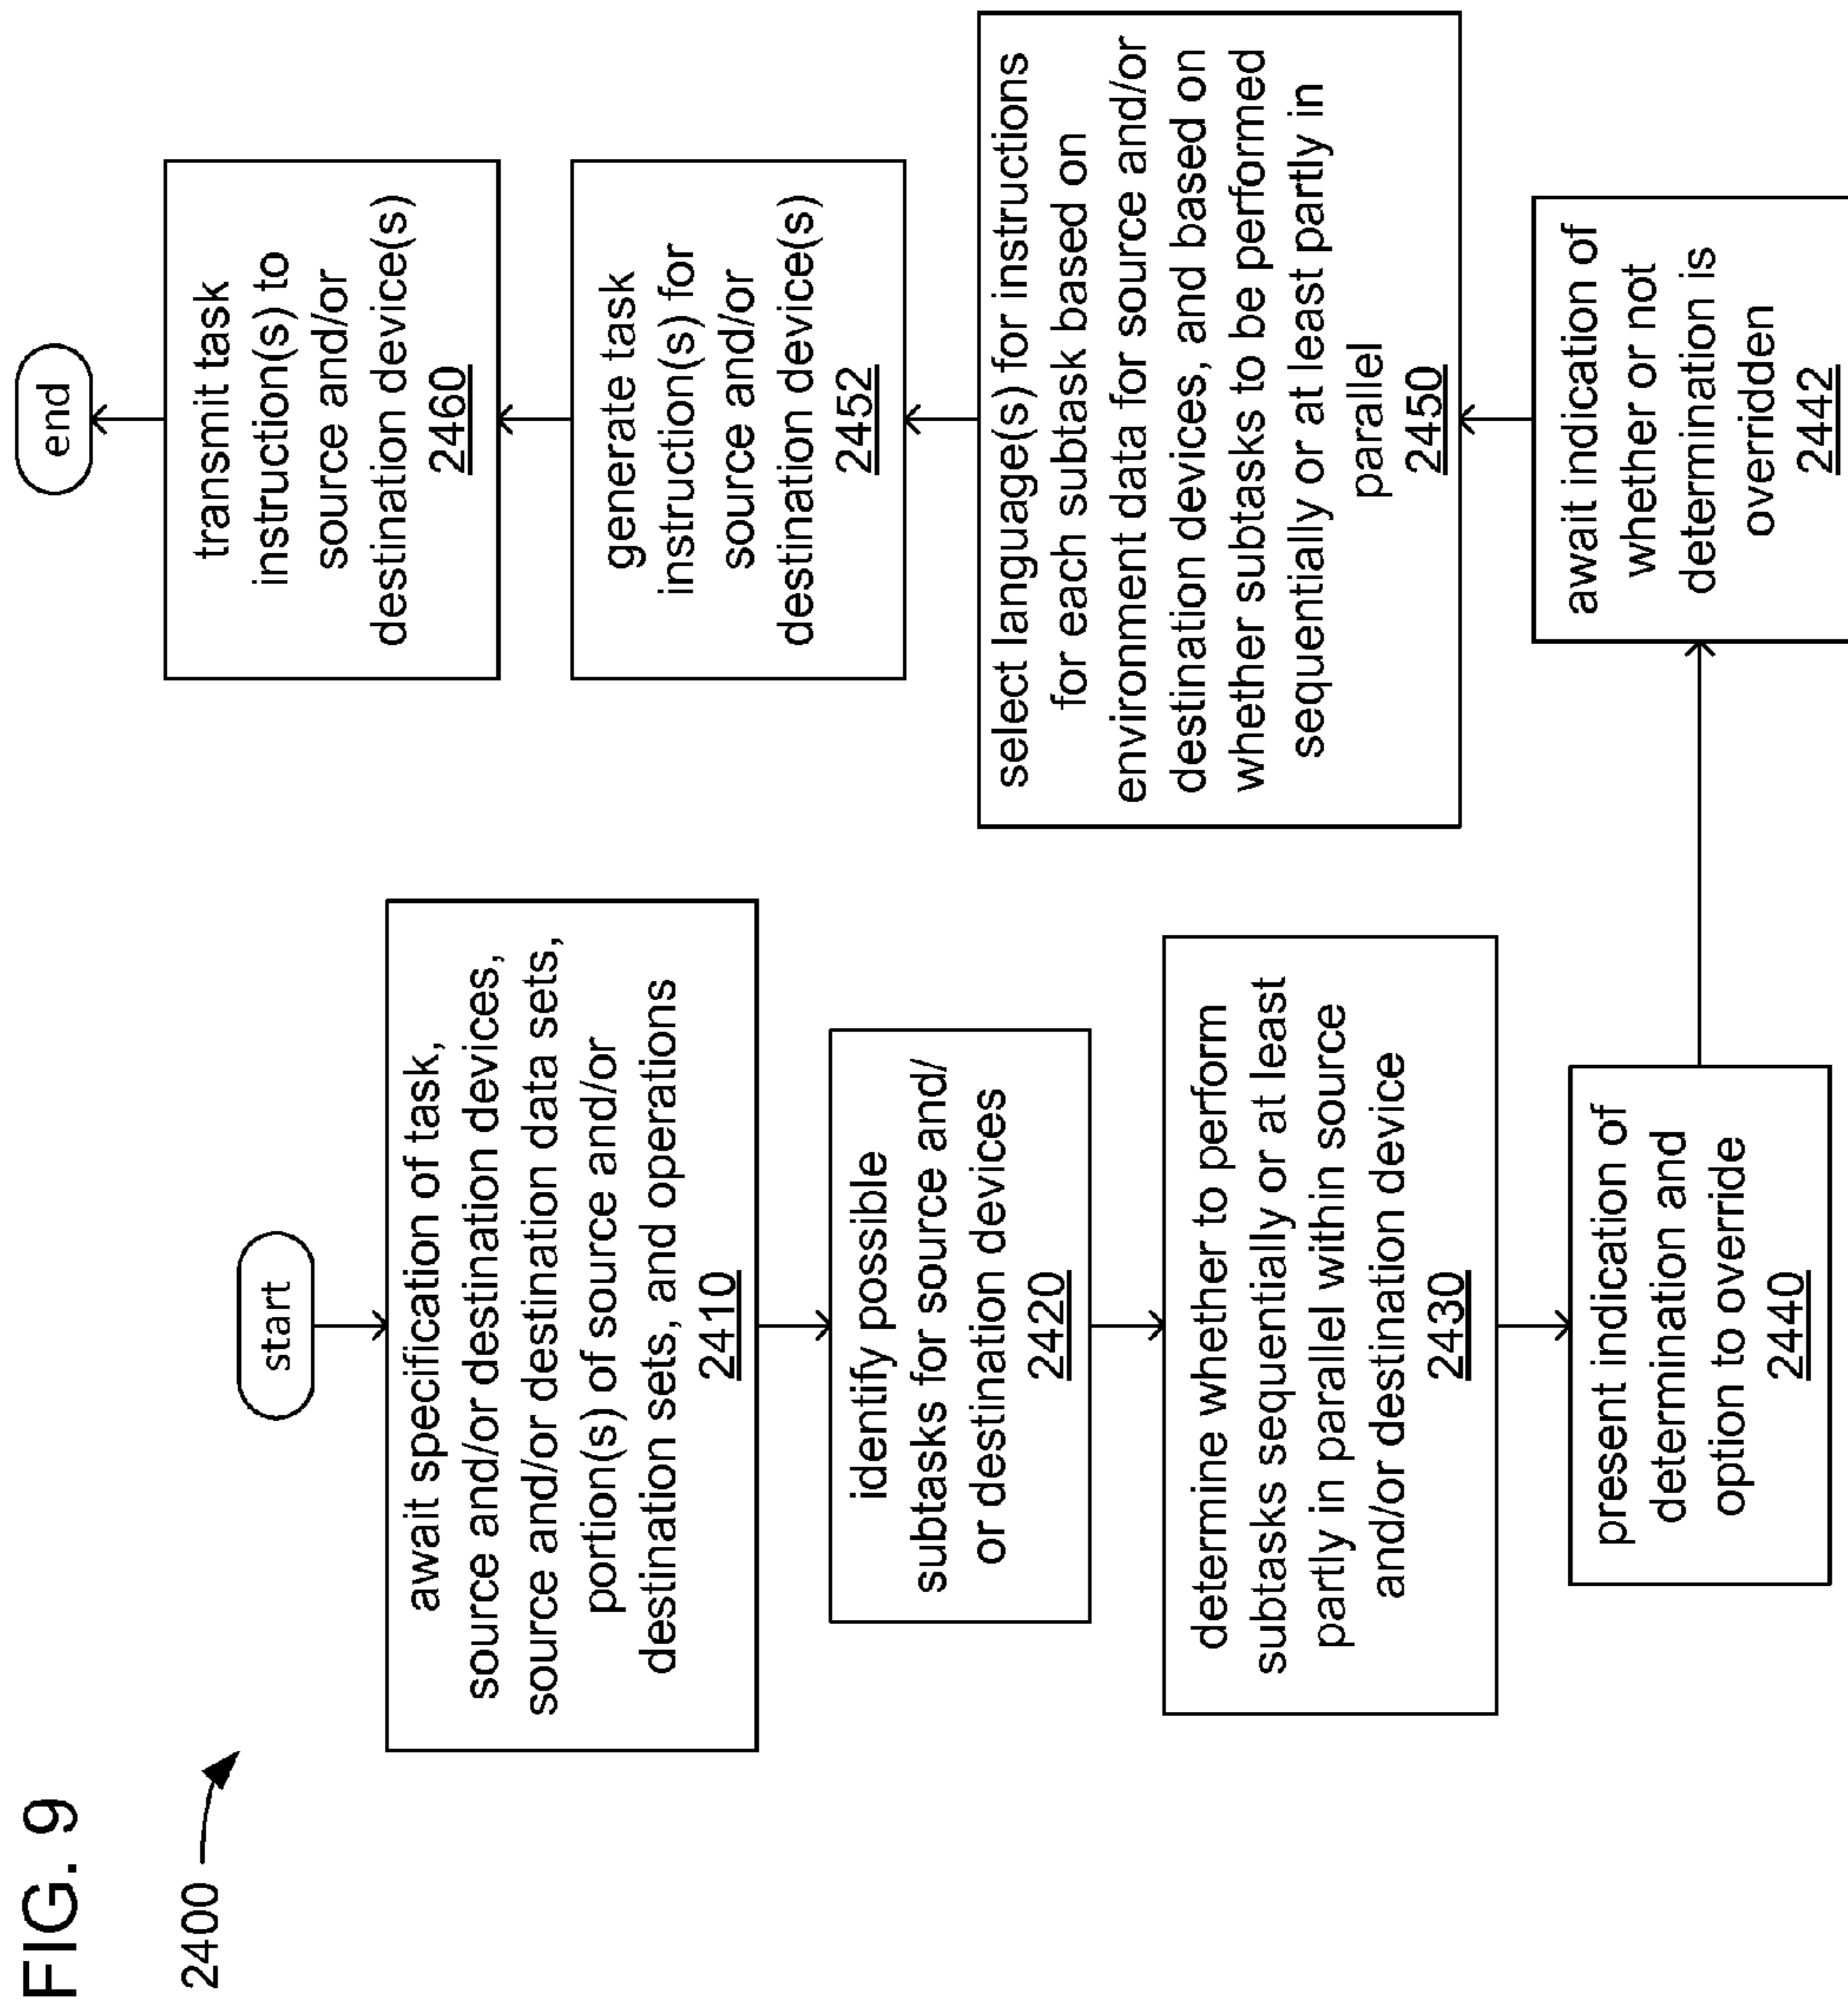 FIG. 9
2400
start
await specification of task,
source and/or destination devices,
source and/or destination data sets,
portion(s) of source and/or
destination sets, and operations
2410
identify possible
subtasks for source and/
or destination devices
2420
determine whether to perform
subtasks sequentially or at least
partly in parallel within source
and/or destination device
2430
present indication of
determination and
option to override
2440
await indication of
whether or not
determination is
overridden
2442
select language(s) for instructions
for each subtask based on
environment data for source and/or
destination devices, and based on
whether subtasks to be performed
sequentially or at least partly in
parallel
2450
generate task
instruction(s) for
source and/or
destination device(s)
2452
transmit task
instruction(s) to
source and/or
destination device(s)
2460
end